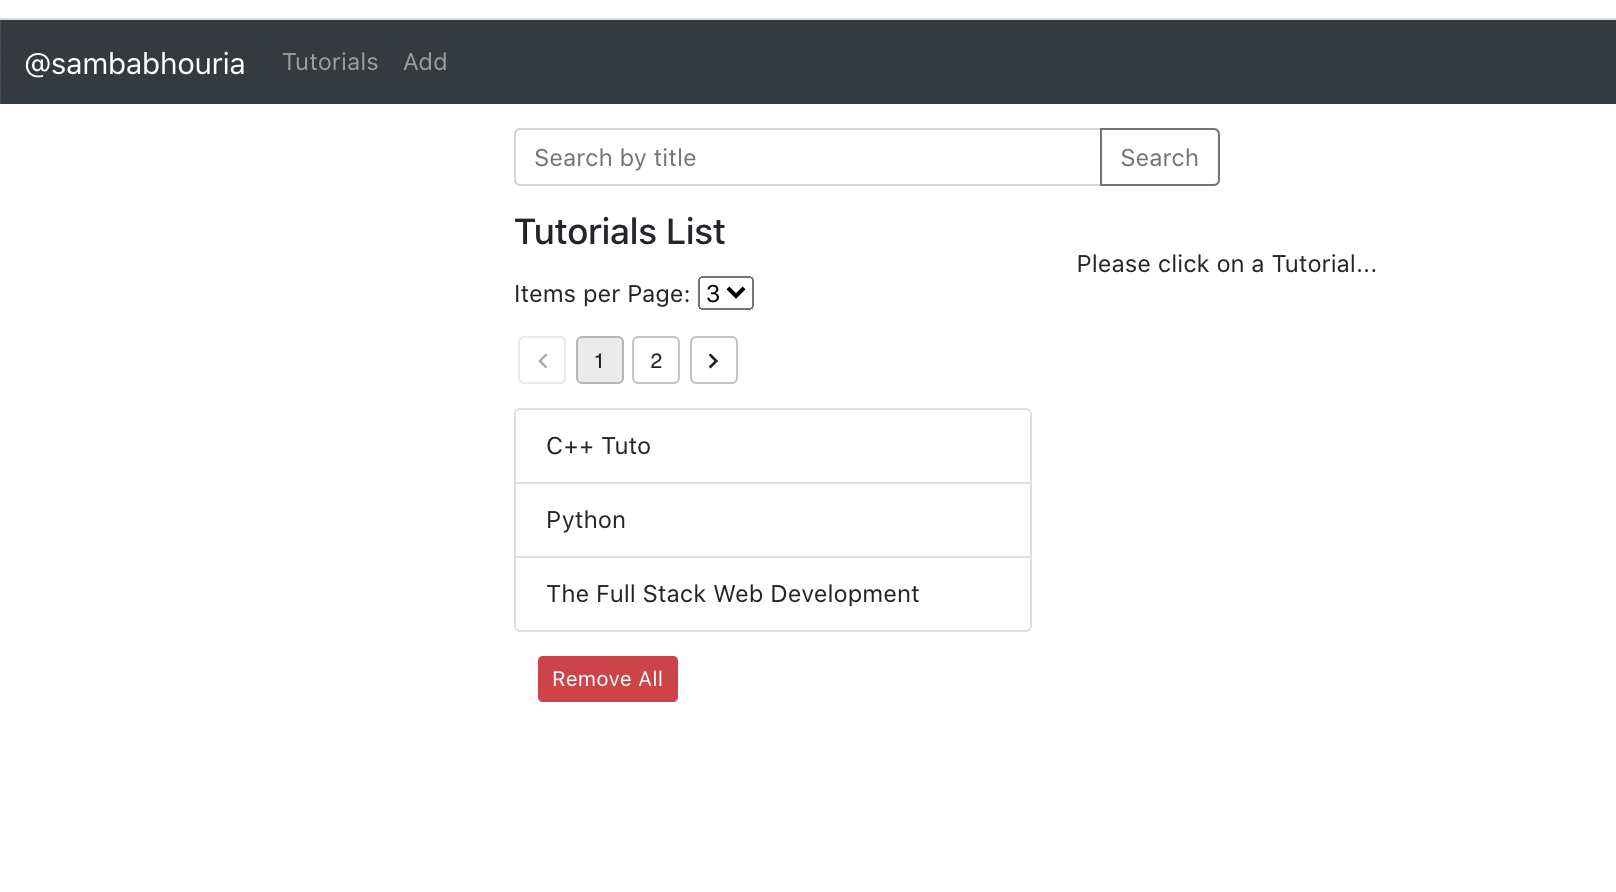 @sambabhouria Tutorials Add
Search by title Search
Tutorials List
Please click on a Tutorial...
Items per Page: 3
1 2
C++ Tuto
Python
The Full Stack Web Development
Remove All